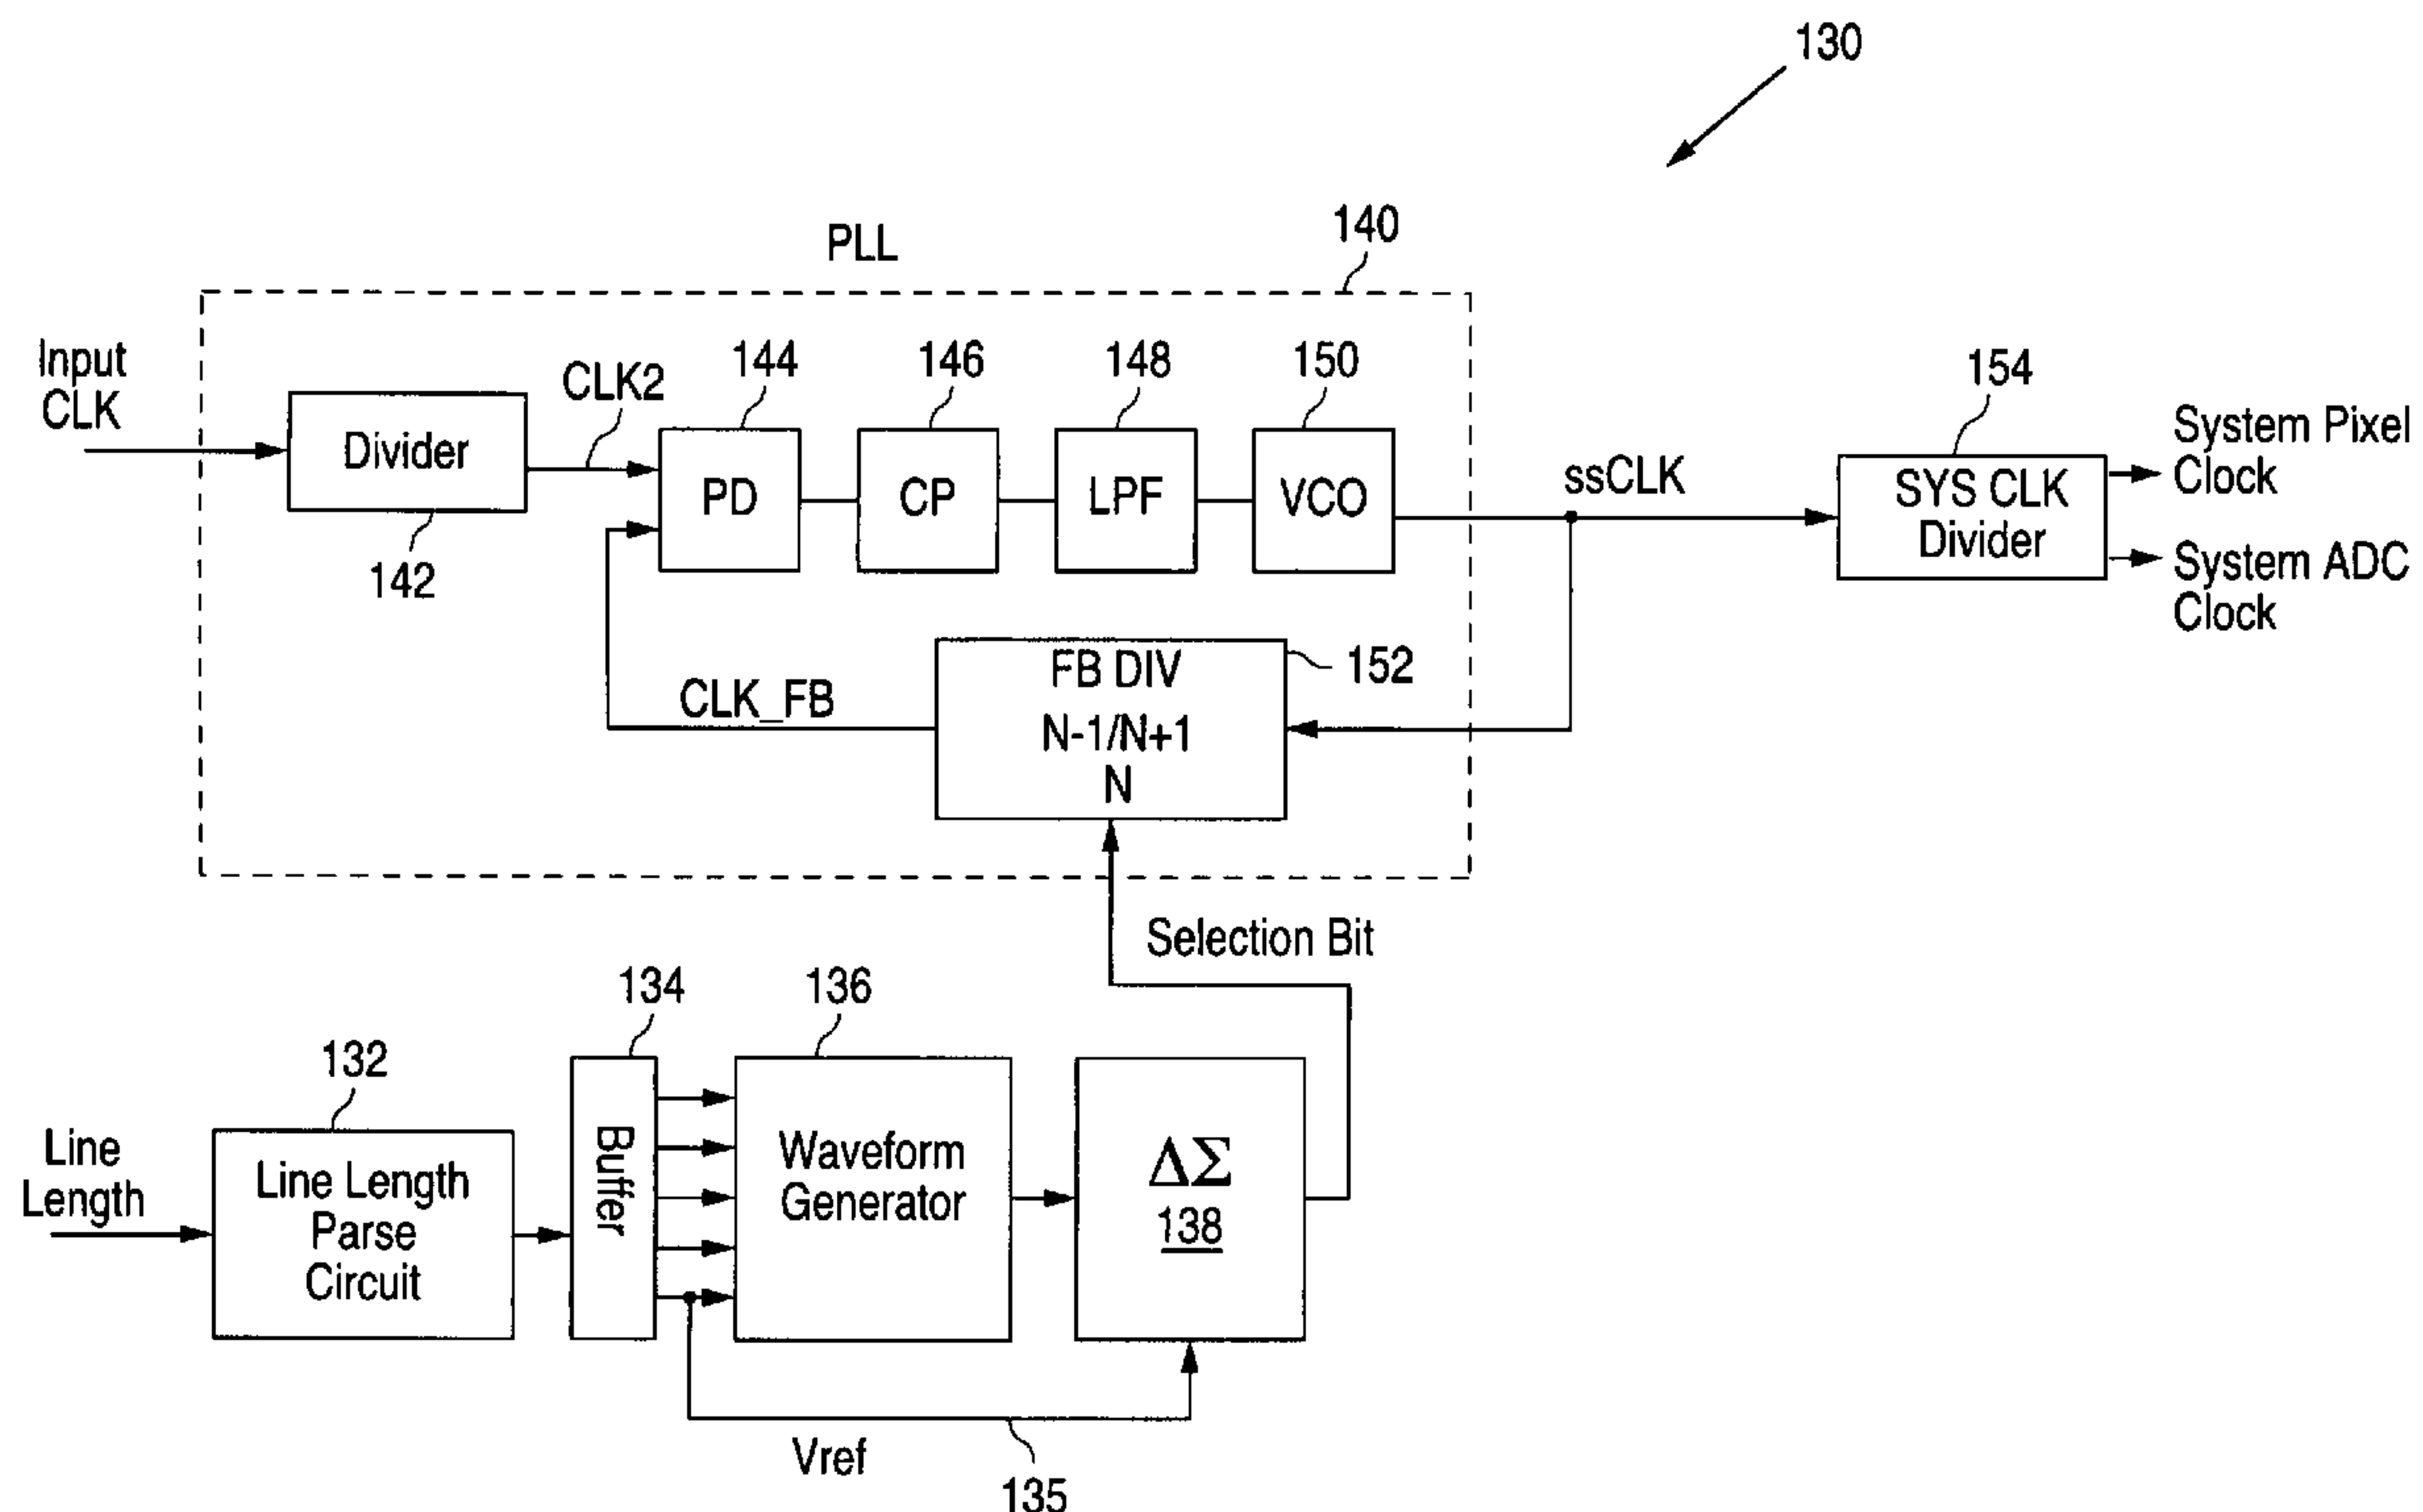 130
PLL
140
Input
CLK
Divider
142
CLK2
144
PD
146
CP
148
LPF
150
VCO
ssCLK
154
SYS CLK
Divider
System Pixel
Clock
System ADC
Clock
CLK_FB
FB DIV
N-1/N+1
N
152
Selection Bit
Line
Length
132
Line Length
Parse
Circuit
134
Buffer
136
Waveform
Generator
ΔΣ
138
Vref
135